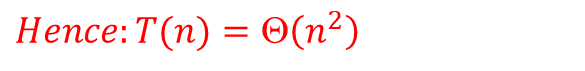 Hence: T(n) = Θ(n²)